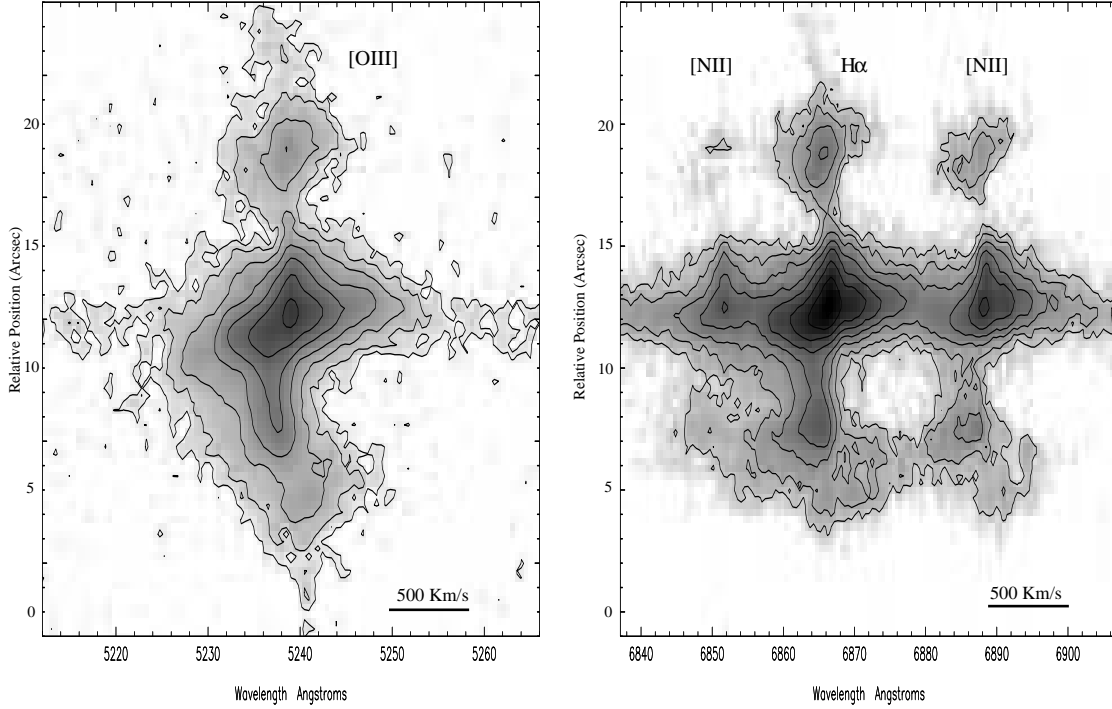 [OIII]
20
15
10
5
0
Relative Position (Arcsec)
500 Km/s
5220 5230 5240 5250 5260
Wavelength Angstroms
[NII] Hα [NII]
20
15
10
5
0
Relative Position (Arcsec)
500 Km/s
6840 6850 6860 6870 6880 6890 6900
Wavelength Angstroms